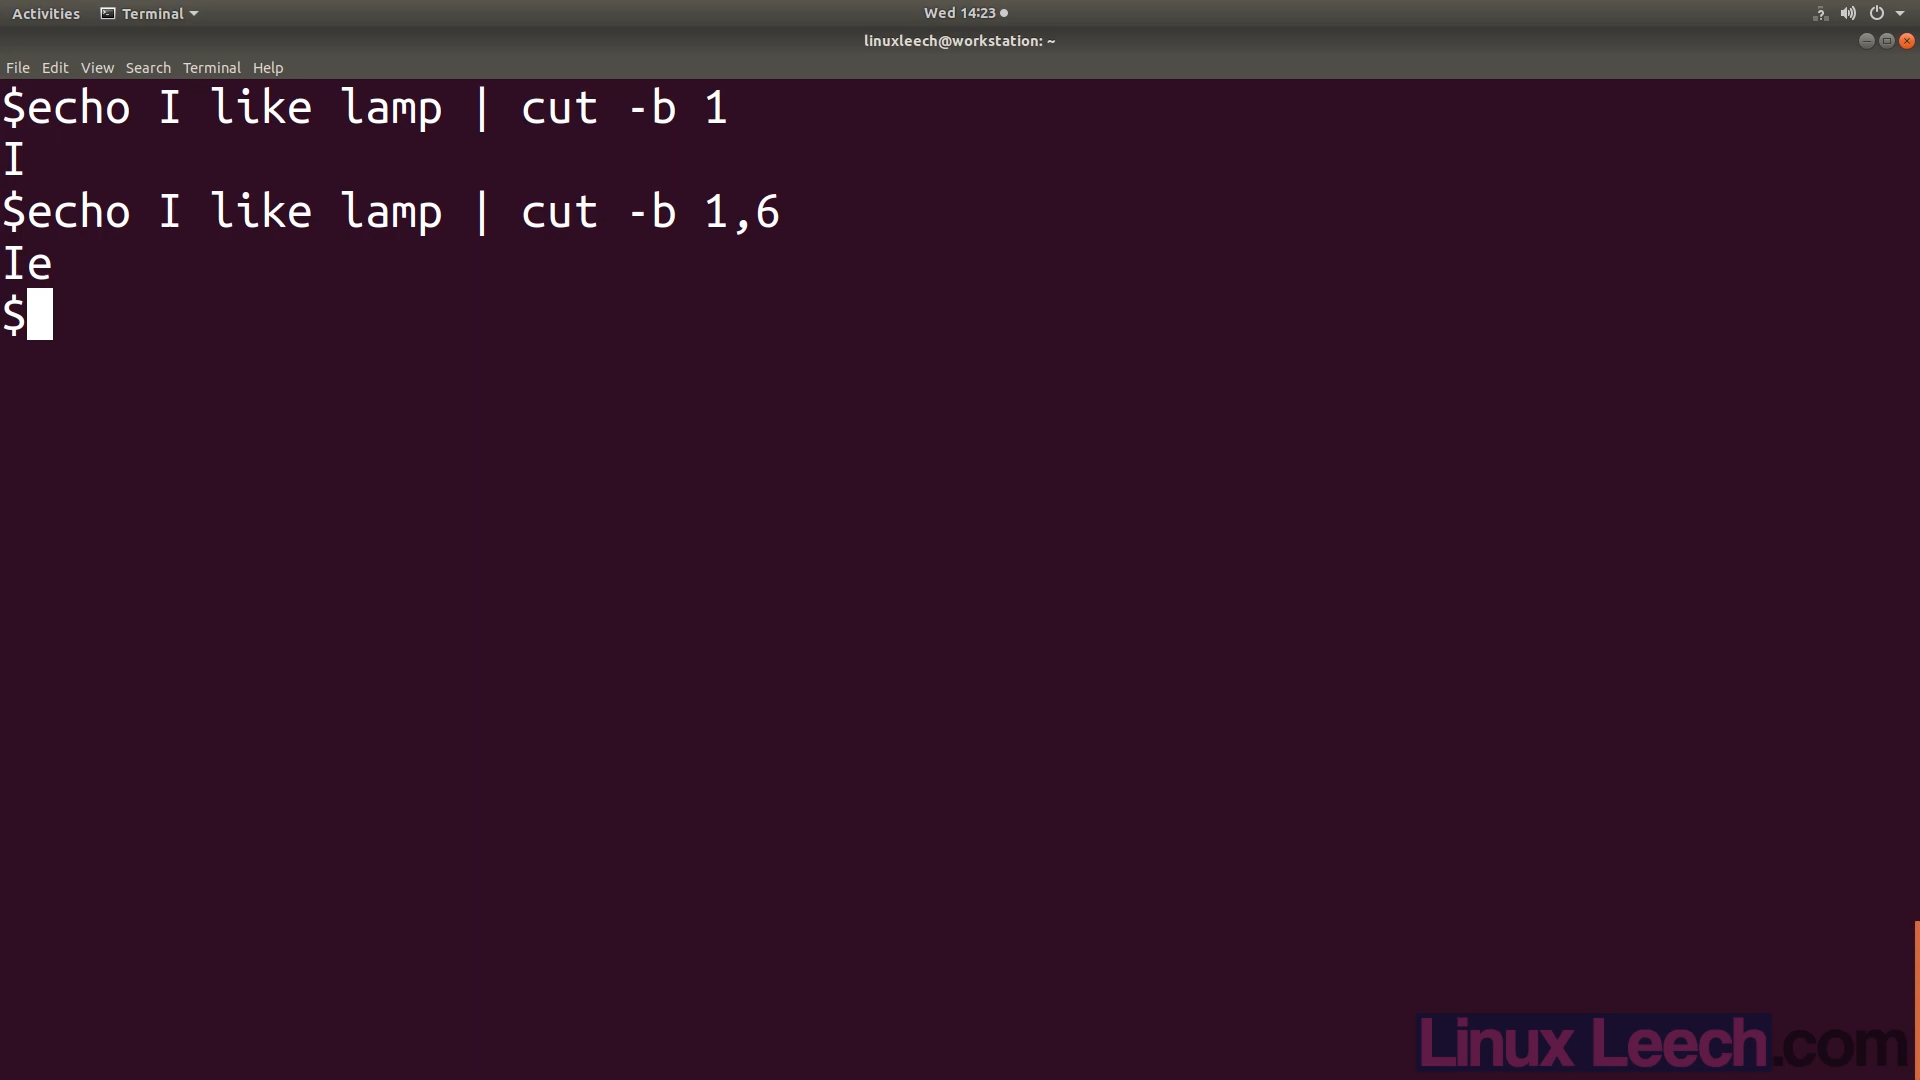 Activities Terminal Wed 14:23
linuxleech@workstation: ~
File Edit View Search Terminal Help
$echo I like lamp | cut -b 1
I
$echo I like lamp | cut -b 1,6
Ie
$
Linux Leech.com